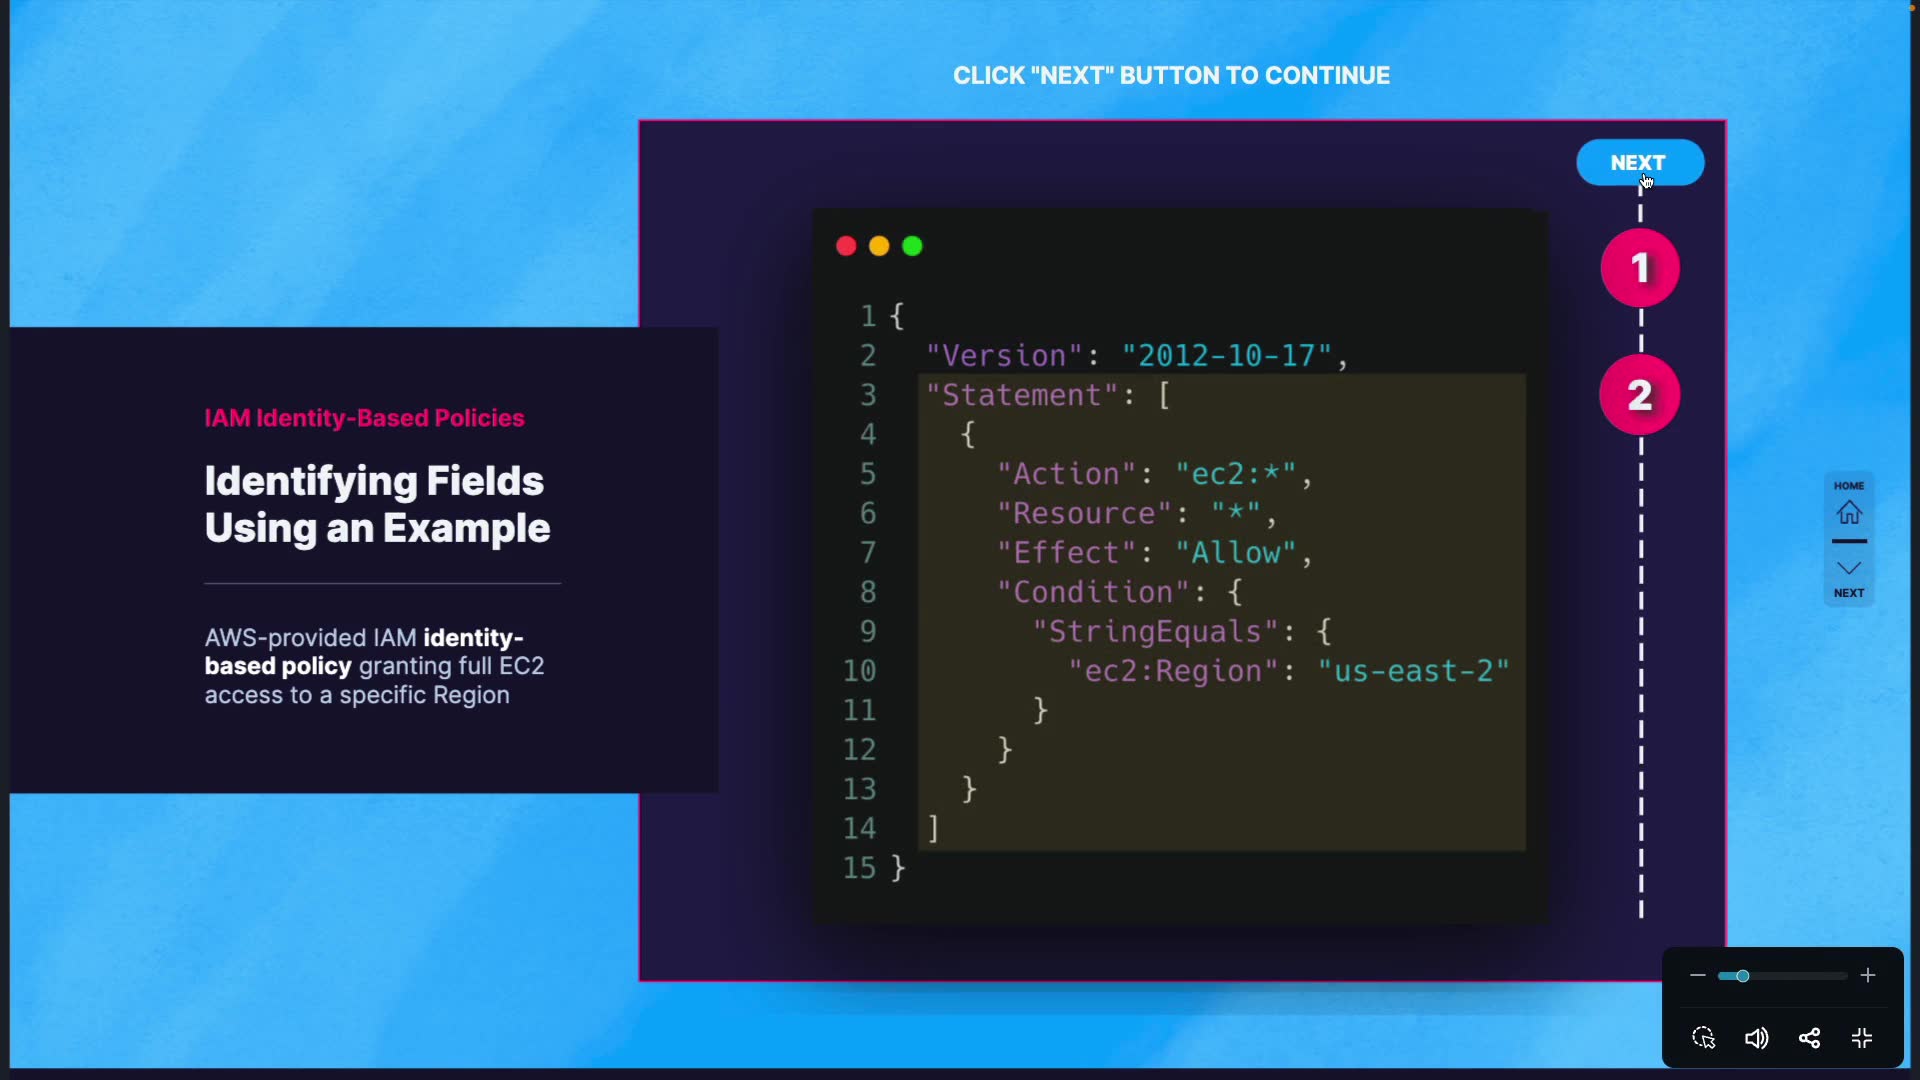 CLICK "NEXT" BUTTON TO CONTINUE
NEXT
1
2
IAM Identity-Based Policies
Identifying Fields
Using an Example
AWS-provided IAM identity-
based policy granting full EC2
access to a specific Region
1 {
2 "Version": "2012-10-17",
3 "Statement": [
4 {
5 "Action": "ec2:*",
6 "Resource": "*",
7 "Effect": "Allow",
8 "Condition": {
9 "StringEquals": {
10 "ec2:Region": "us-east-2"
11 }
12 }
13 }
14 ]
15 }
HOME
NEXT